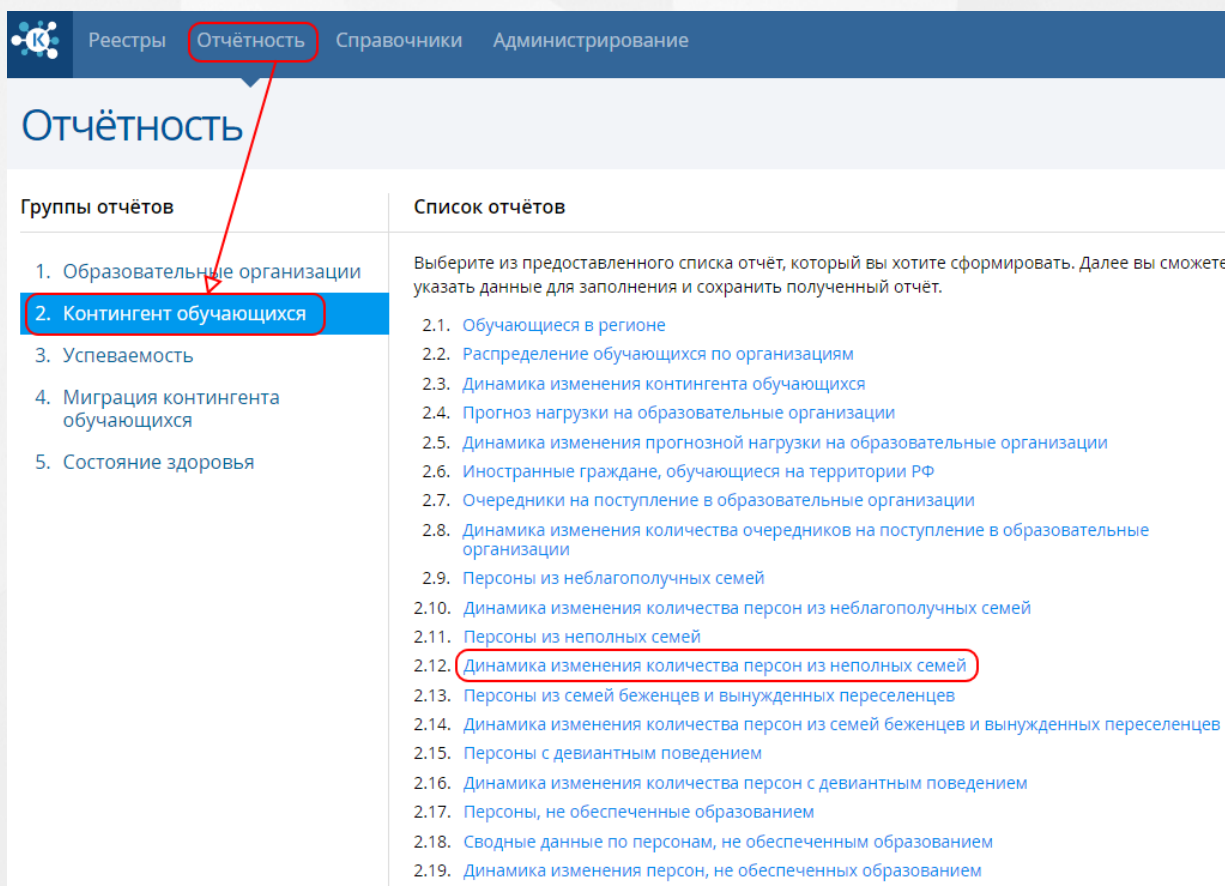 К
Реестры Отчётность Справочники Администрирование
Отчётность
Группы отчётов
1. Образовательные организации
2. Контингент обучающихся
3. Успеваемость
4. Миграция контингента
обучающихся
5. Состояние здоровья
Список отчётов
Выберите из предоставленного списка отчёт, который вы хотите сформировать. Далее вы сможете
указать данные для заполнения и сохранить полученный отчёт.
2.1. Обучающиеся в регионе
2.2. Распределение обучающихся по организациям
2.3. Динамика изменения контингента обучающихся
2.4. Прогноз нагрузки на образовательные организации
2.5. Динамика изменения прогнозной нагрузки на образовательные организации
2.6. Иностранные граждане, обучающиеся на территории РФ
2.7. Очередники на поступление в образовательные организации
2.8. Динамика изменения количества очередников на поступление в образовательные
организации
2.9. Персоны из неблагополучных семей
2.10. Динамика изменения количества персон из неблагополучных семей
2.11. Персоны из неполных семей
2.12. Динамика изменения количества персон из неполных семей
2.13. Персоны из семей беженцев и вынужденных переселенцев
2.14. Динамика изменения количества персон из семей беженцев и вынужденных переселенцев
2.15. Персоны с девиантным поведением
2.16. Динамика изменения количества персон с девиантным поведением
2.17. Персоны, не обеспеченные образованием
2.18. Сводные данные по персонам, не обеспеченным образованием
2.19. Динамика изменения персон, не обеспеченных образованием